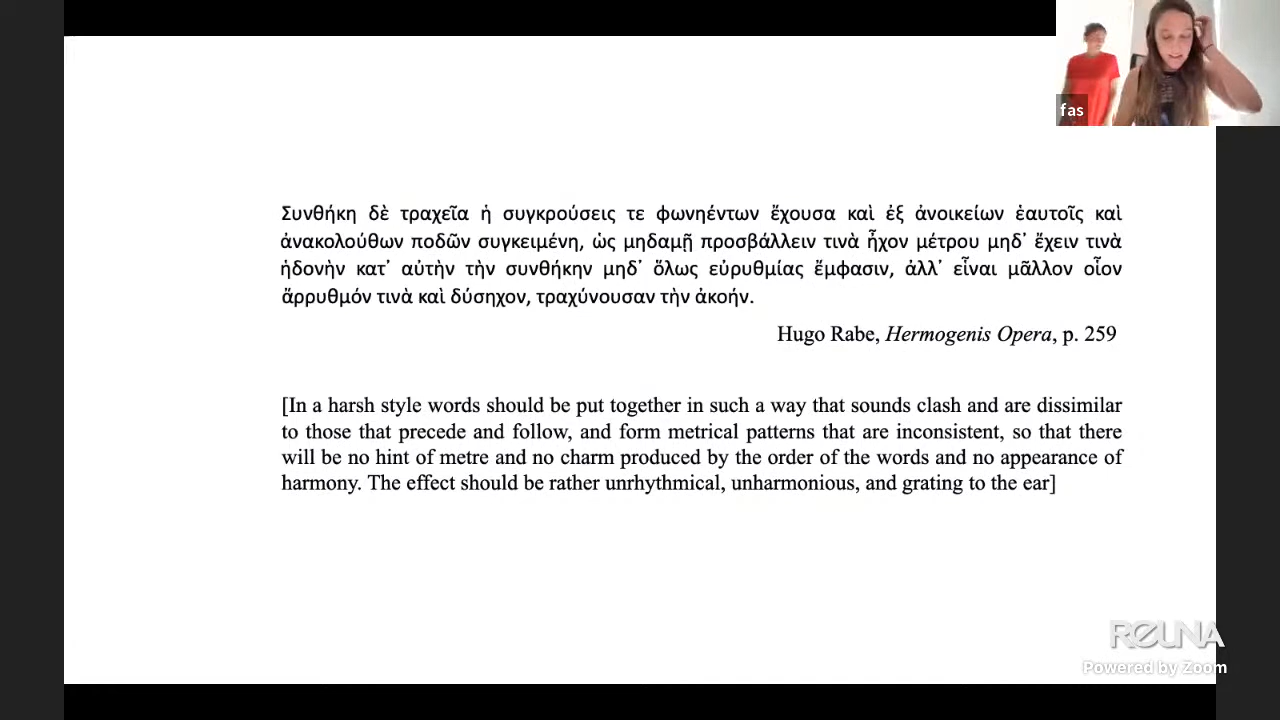 fas
Συνθήκη δὲ τραχεῖα ἡ συγκρούσεις τε φωνηέντων ἔχουσα καὶ ἐξ ἀνοικείων ἑαυτοῖς καὶ
ἀνακολούθων ποδῶν συγκειμένη, ὡς μηδαμῇ προσβάλλειν τινὰ ἦχον μέτρου μηδ᾽ ἔχειν τινὰ
ἡδονὴν κατ᾽ αὐτὴν τὴν συνθήκην μηδ᾽ ὅλως εὐρυθμίας ἔμφασιν, ἀλλ᾽ εἶναι μᾶλλον οἷον
ἄρρυθμόν τινὰ καὶ δύσηχον, τραχύνουσαν τὴν ἀκοήν.
Hugo Rabe, Hermogenis Opera, p. 259
[In a harsh style words should be put together in such a way that sounds clash and are dissimilar
to those that precede and follow, and form metrical patterns that are inconsistent, so that there
will be no hint of metre and no charm produced by the order of the words and no appearance of
harmony. The effect should be rather unrhythmical, unharmonious, and grating to the ear]
REUNA
Powered by Zoom